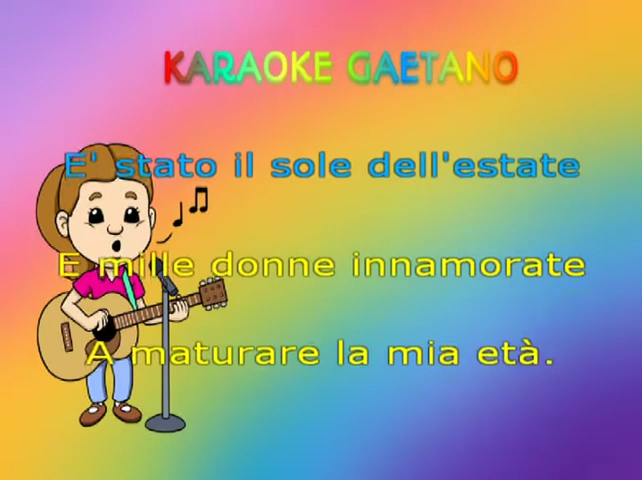 KARAOKE GAETANO
E' stato il sole dell'estate
E mille donne innamorate
A maturare la mia età.